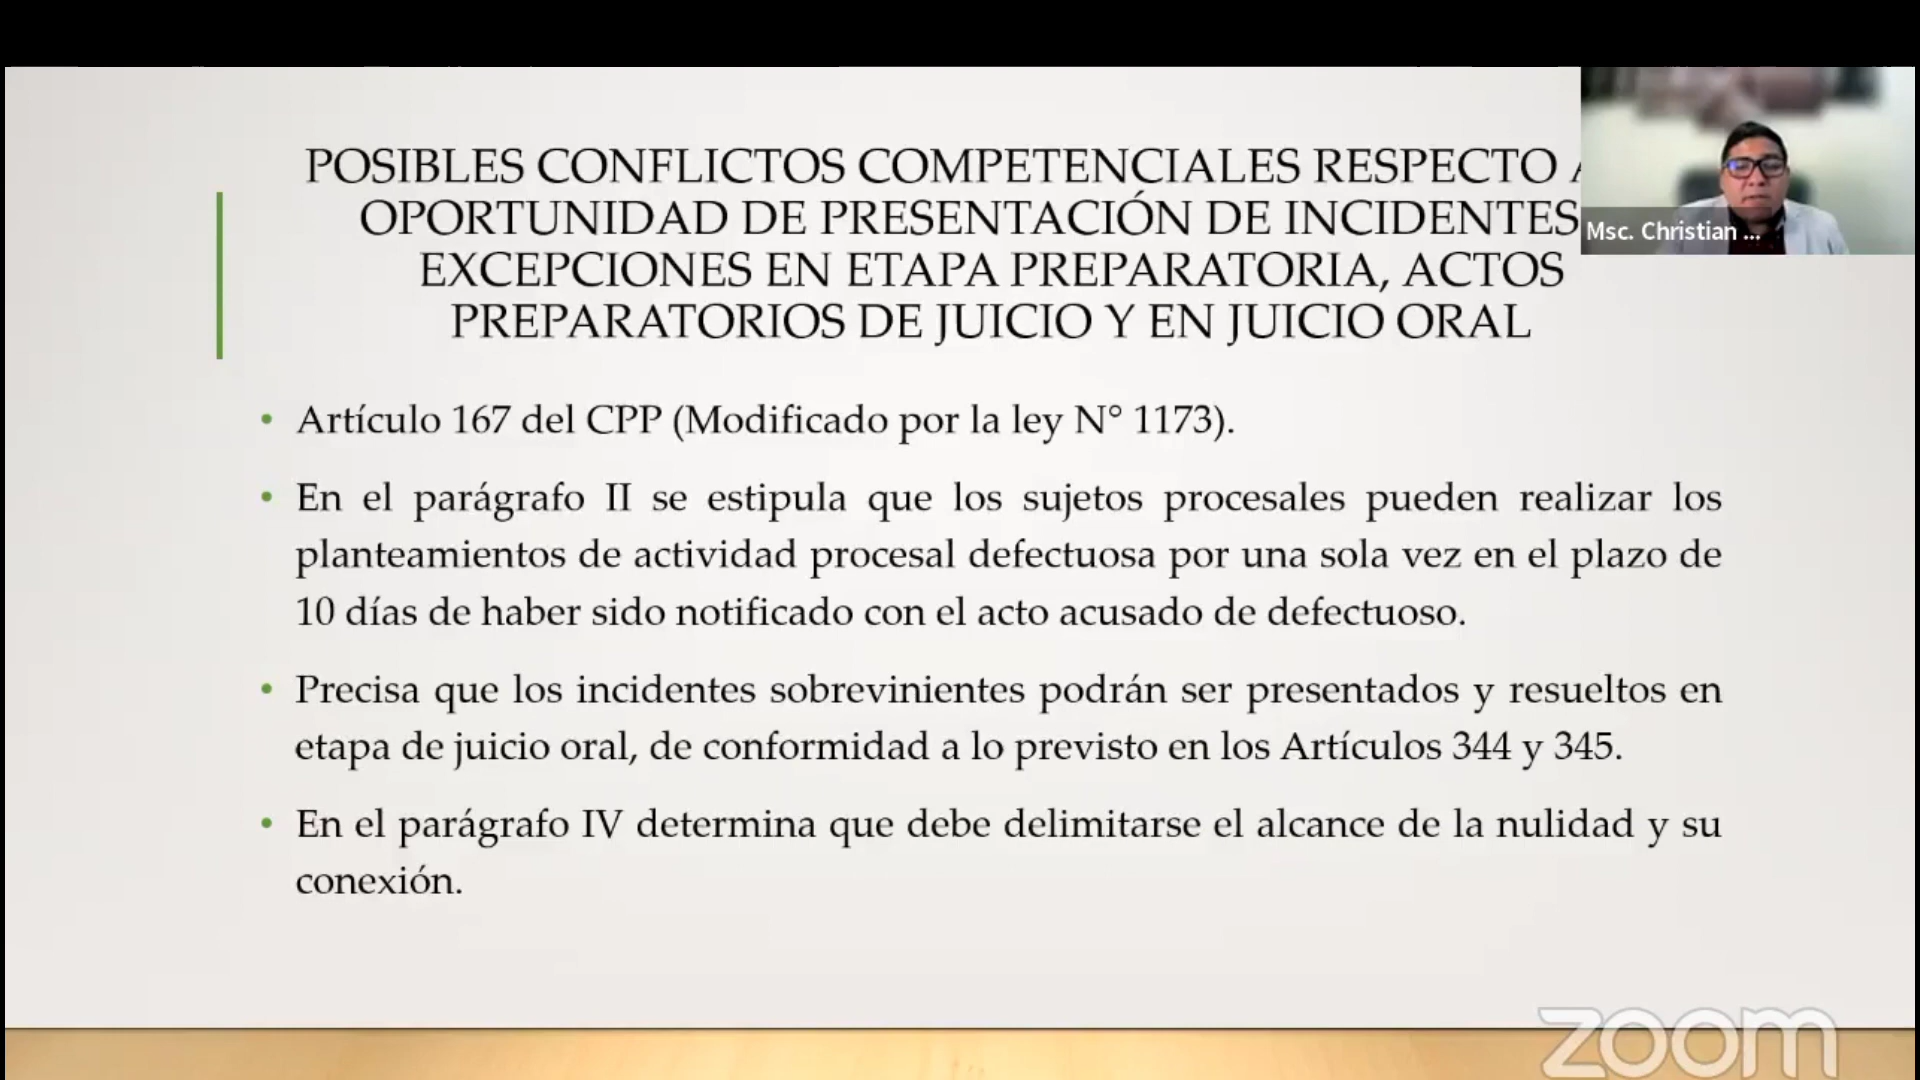 POSIBLES CONFLICTOS COMPETENCIALES RESPECTO
OPORTUNIDAD DE PRESENTACIÓN DE INCIDENTES
EXCEPCIONES EN ETAPA PREPARATORIA, ACTOS
PREPARATORIOS DE JUICIO Y EN JUICIO ORAL
Msc. Christian ...
• Artículo 167 del CPP (Modificado por la ley N° 1173).
• En el parágrafo II se estipula que los sujetos procesales pueden realizar los
planteamientos de actividad procesal defectuosa por una sola vez en el plazo de
10 días de haber sido notificado con el acto acusado de defectuoso.
• Precisa que los incidentes sobrevinientes podrán ser presentados y resueltos en
etapa de juicio oral, de conformidad a lo previsto en los Artículos 344 y 345.
• En el parágrafo IV determina que debe delimitarse el alcance de la nulidad y su
conexión.
zoom